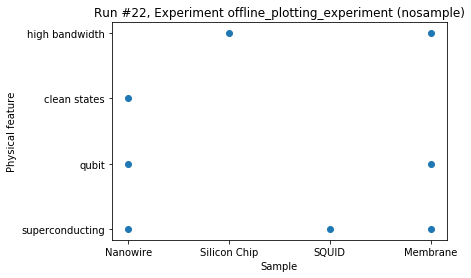 Run #22, Experiment offline_plotting_experiment (nosample)
high bandwidth
clean states
qubit
superconducting
Physical feature
Nanowire Silicon Chip SQUID Membrane
Sample